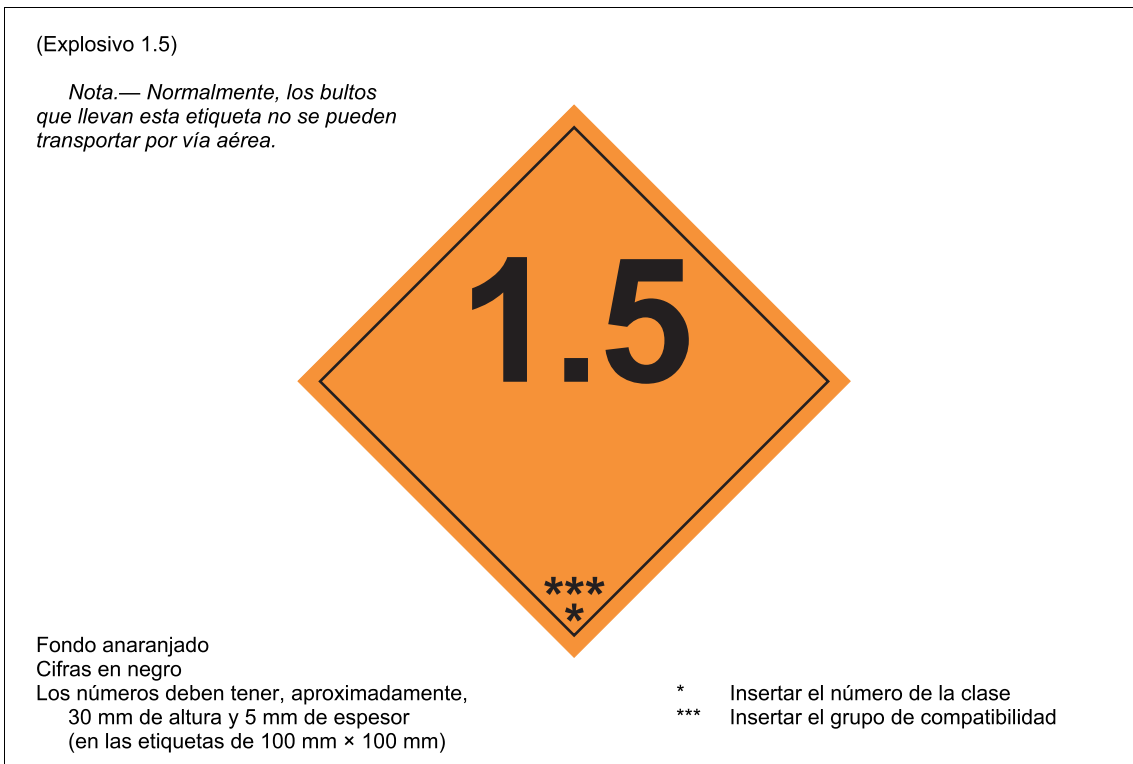 (Explosivo 1.5)
Nota.— Normalmente, los bultos
que llevan esta etiqueta no se pueden
transportar por vía aérea.
1.5
***
*
Fondo anaranjado
Cifras en negro
Los números deben tener, aproximadamente,
30 mm de altura y 5 mm de espesor
(en las etiquetas de 100 mm × 100 mm)
* Insertar el número de la clase
*** Insertar el grupo de compatibilidad